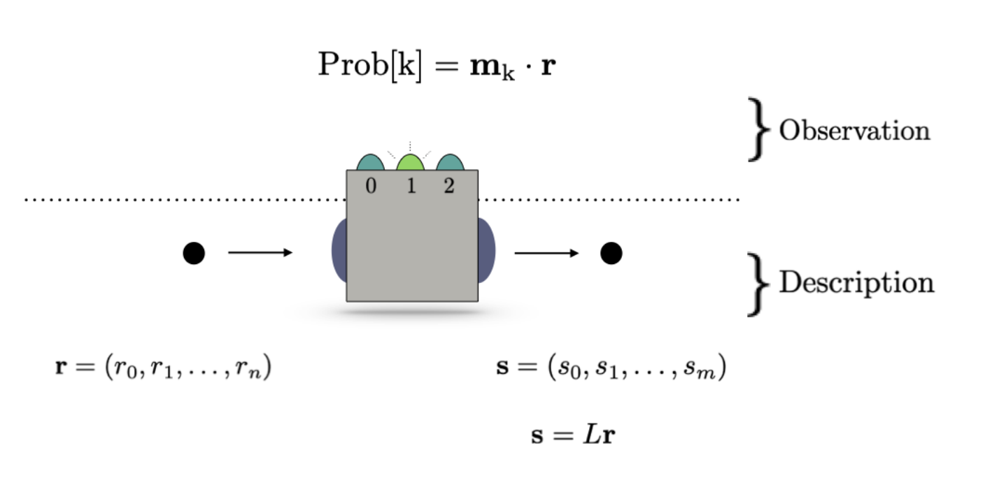 Prob[k] = m_k · r
} Observation
0 1 2
} Description
r = (r_0, r_1, . . . , r_n)
s = (s_0, s_1, . . . , s_m)
s = Lr